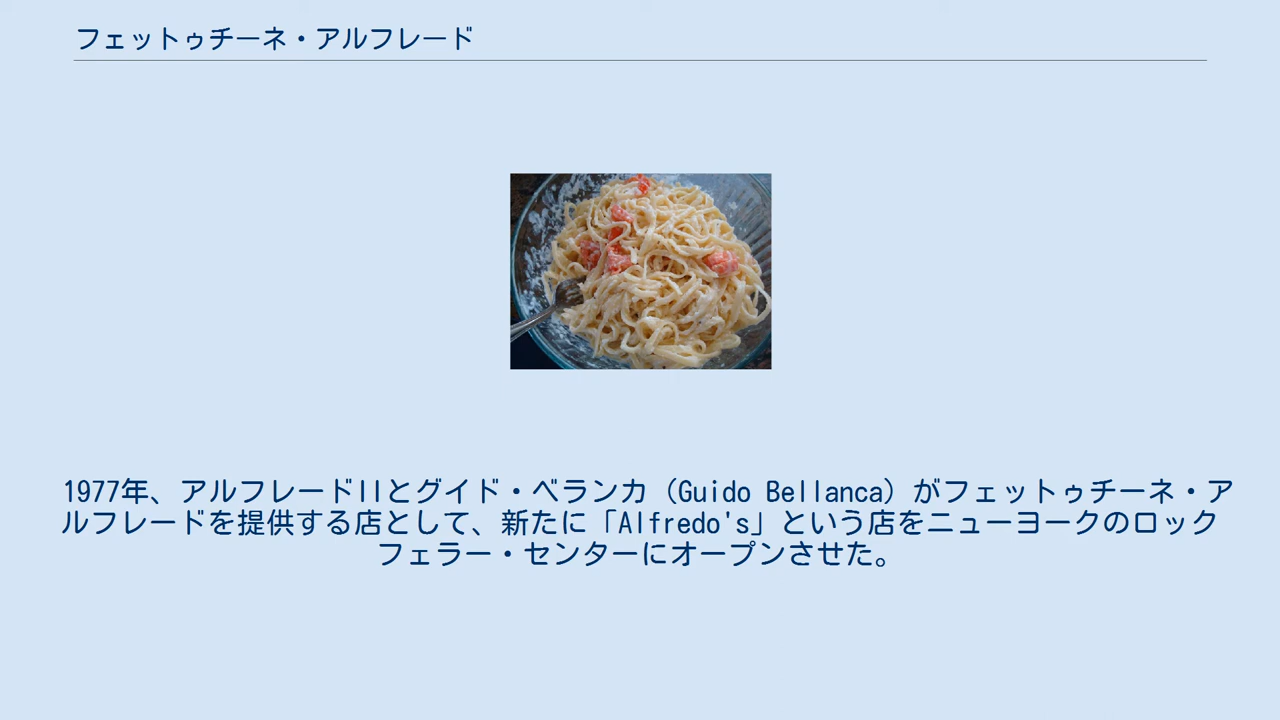 フェットゥチーネ・アルフレード
1977年、アルフレードIIとグイド・ベランカ（Guido Bellanca）がフェットゥチーネ・ア
ルフレードを提供する店として、新たに「Alfredo's」という店をニューヨークのロック
フェラー・センターにオープンさせた。